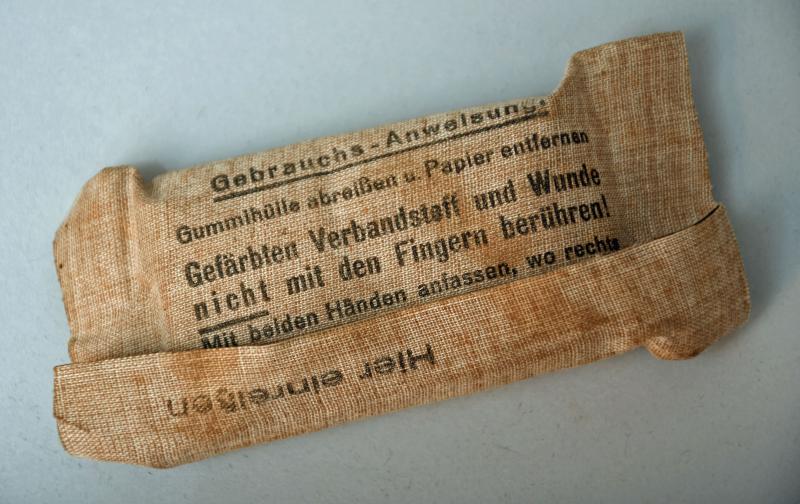 Gebrauchs-Anweisung:
Gummihülle abreißen u. Papier entfernen
Gefärbten Verbandstoff und Wunde
nicht mit den Fingern berühren!
Mit beiden Händen anfassen, wo rechts
Hier einreißen